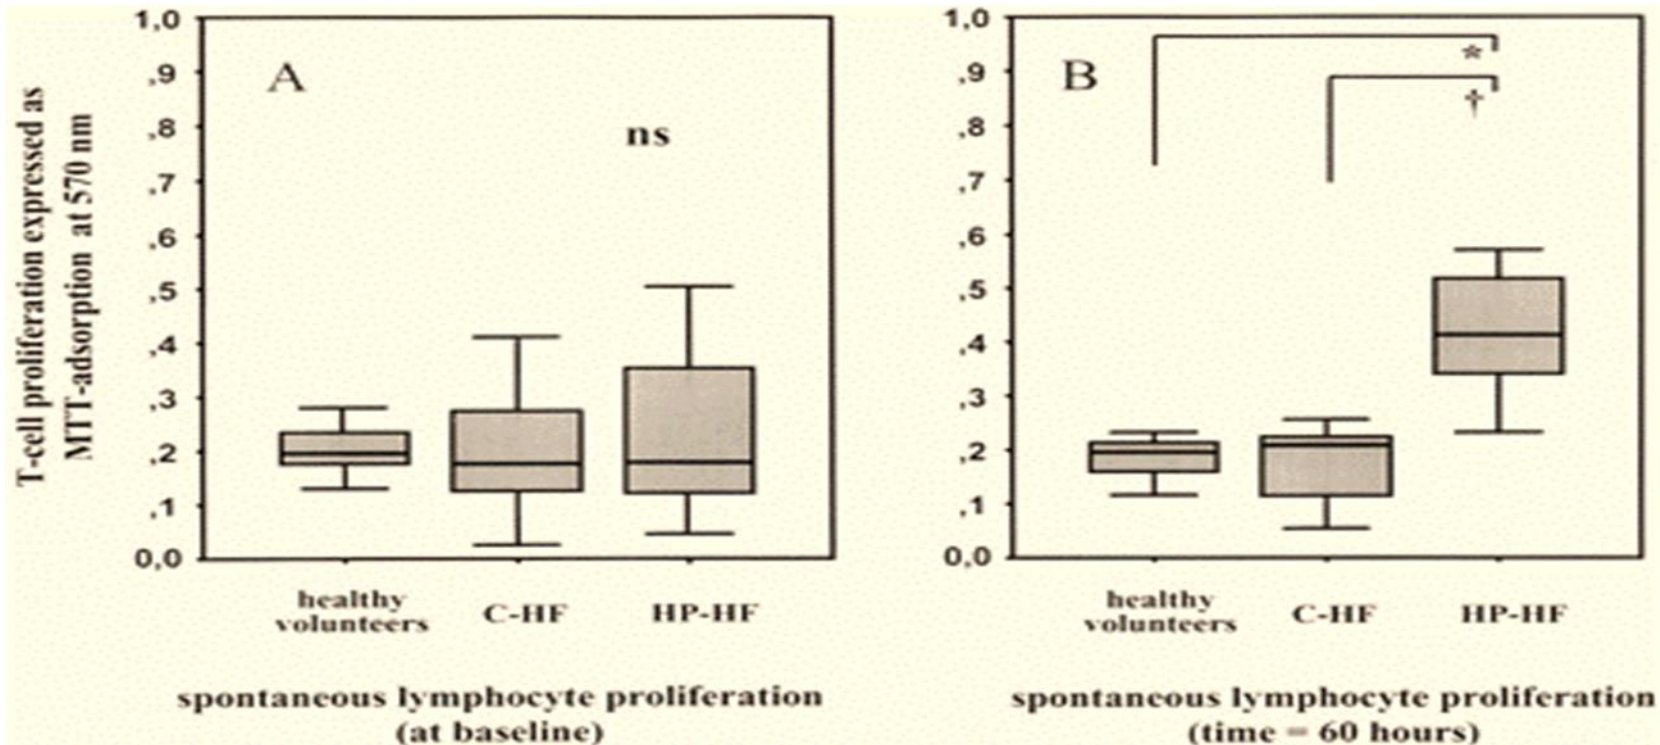 T-cell proliferation expressed as
MTT-adsorption at 570 nm
A
ns
1,0
,9
,8
,7
,6
,5
,4
,3
,2
,1
0,0
healthy
volunteers
C-HF
HP-HF
spontaneous lymphocyte proliferation
(at baseline)
B
*
†
1,0
,9
,8
,7
,6
,5
,4
,3
,2
,1
0,0
healthy
volunteers
C-HF
HP-HF
spontaneous lymphocyte proliferation
(time = 60 hours)